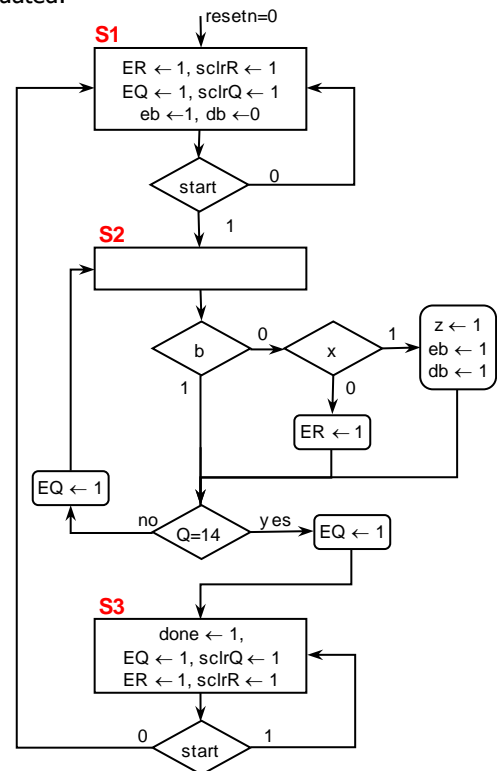 resetn=0
S1
ER ← 1, sclrR ← 1
EQ ← 1, sclrQ ← 1
eb ←1, db ←0
start
0
1
S2
b
0
x
1
z ← 1
eb ← 1
db ← 1
1
0
ER ← 1
EQ ← 1
no
Q=14
yes
EQ ← 1
S3
done ← 1,
EQ ← 1, sclrQ ← 1
ER ← 1, sclrR ← 1
0
start
1